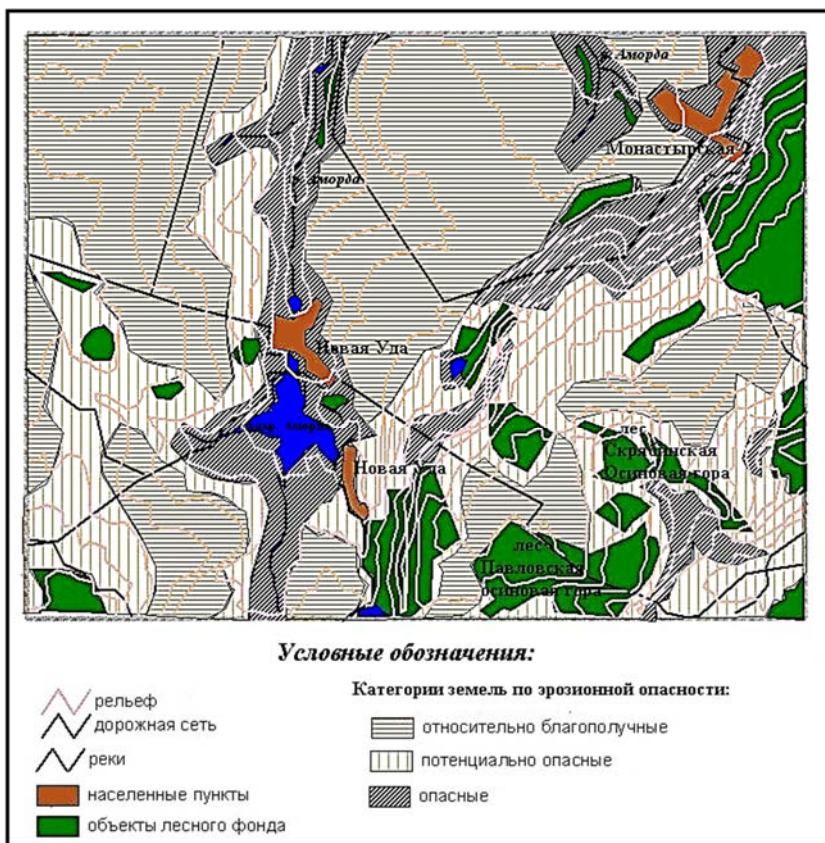 р. Аморда
Монастырская 2
Аморда
Новая Уда
Новая Уда
лес
Скрябинская
Осиновая гора
лес
Павловская
осиновая гора
Условные обозначения:
рельеф
дорожная сеть
реки
населенные пункты
объекты лесного фонда
Категории земель по эрозионной опасности:
относительно благополучные
потенциально опасные
опасные